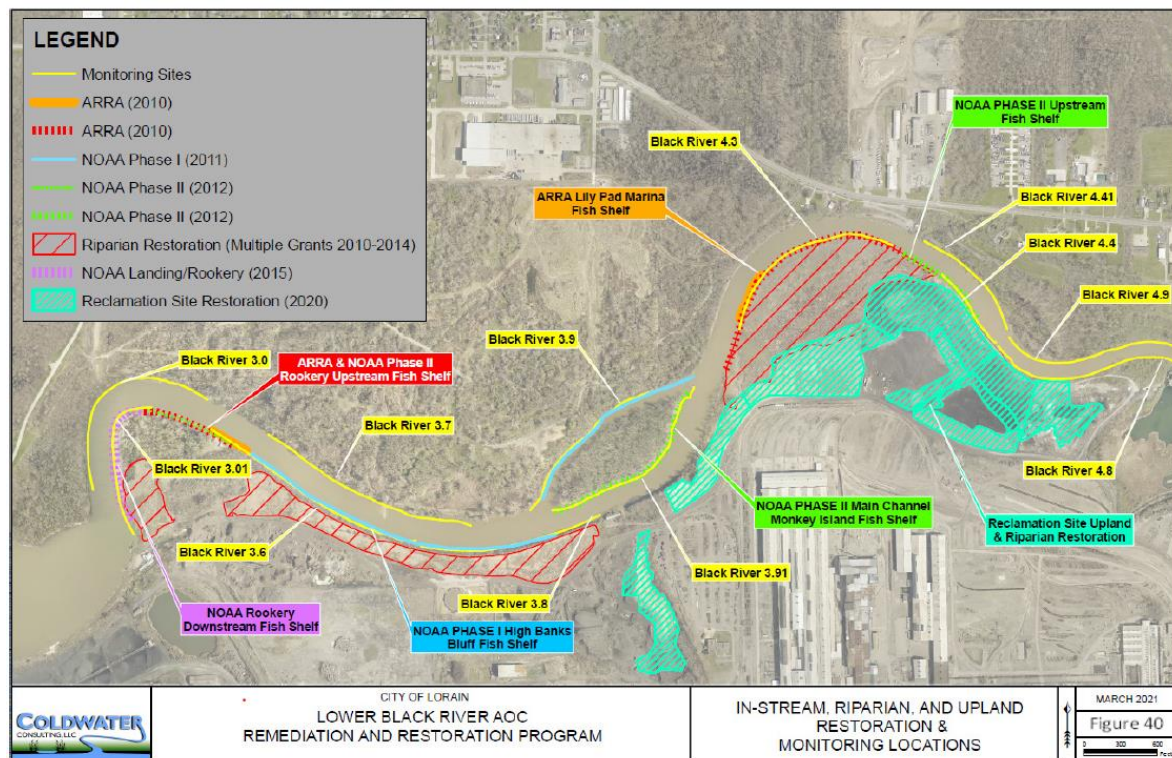 LEGEND
Monitoring Sites
ARRA (2010)
ARRA (2010)
NOAA Phase I (2011)
NOAA Phase II (2012)
NOAA Phase II (2012)
Riparian Restoration (Multiple Grants 2010-2014)
NOAA Landing/Rookery (2015)
Reclamation Site Restoration (2020)
NOAA PHASE II Upstream
Fish Shelf
Black River 4.3
ARRA Lily Pad Marina
Fish Shelf
Black River 4.41
Black River 4.4
Black River 4.9
Black River 3.9
Black River 3.0
ARRA & NOAA Phase II
Rookery Upstream Fish Shelf
Black River 3.7
Black River 3.01
Black River 4.8
NOAA PHASE II Main Channel
Monkey Island Fish Shelf
Reclamation Site Upland
& Riparian Restoration
Black River 3.6
Black River 3.91
Black River 3.8
NOAA Rookery
Downstream Fish Shelf
NOAA PHASE I High Banks
Bluff Fish Shelf
COLDWATER
CONSULTING, LLC
CITY OF LORAIN
LOWER BLACK RIVER AOC
REMEDIATION AND RESTORATION PROGRAM
IN-STREAM, RIPARIAN, AND UPLAND
RESTORATION &
MONITORING LOCATIONS
MARCH 2021
Figure 40
0 300 600
Feet